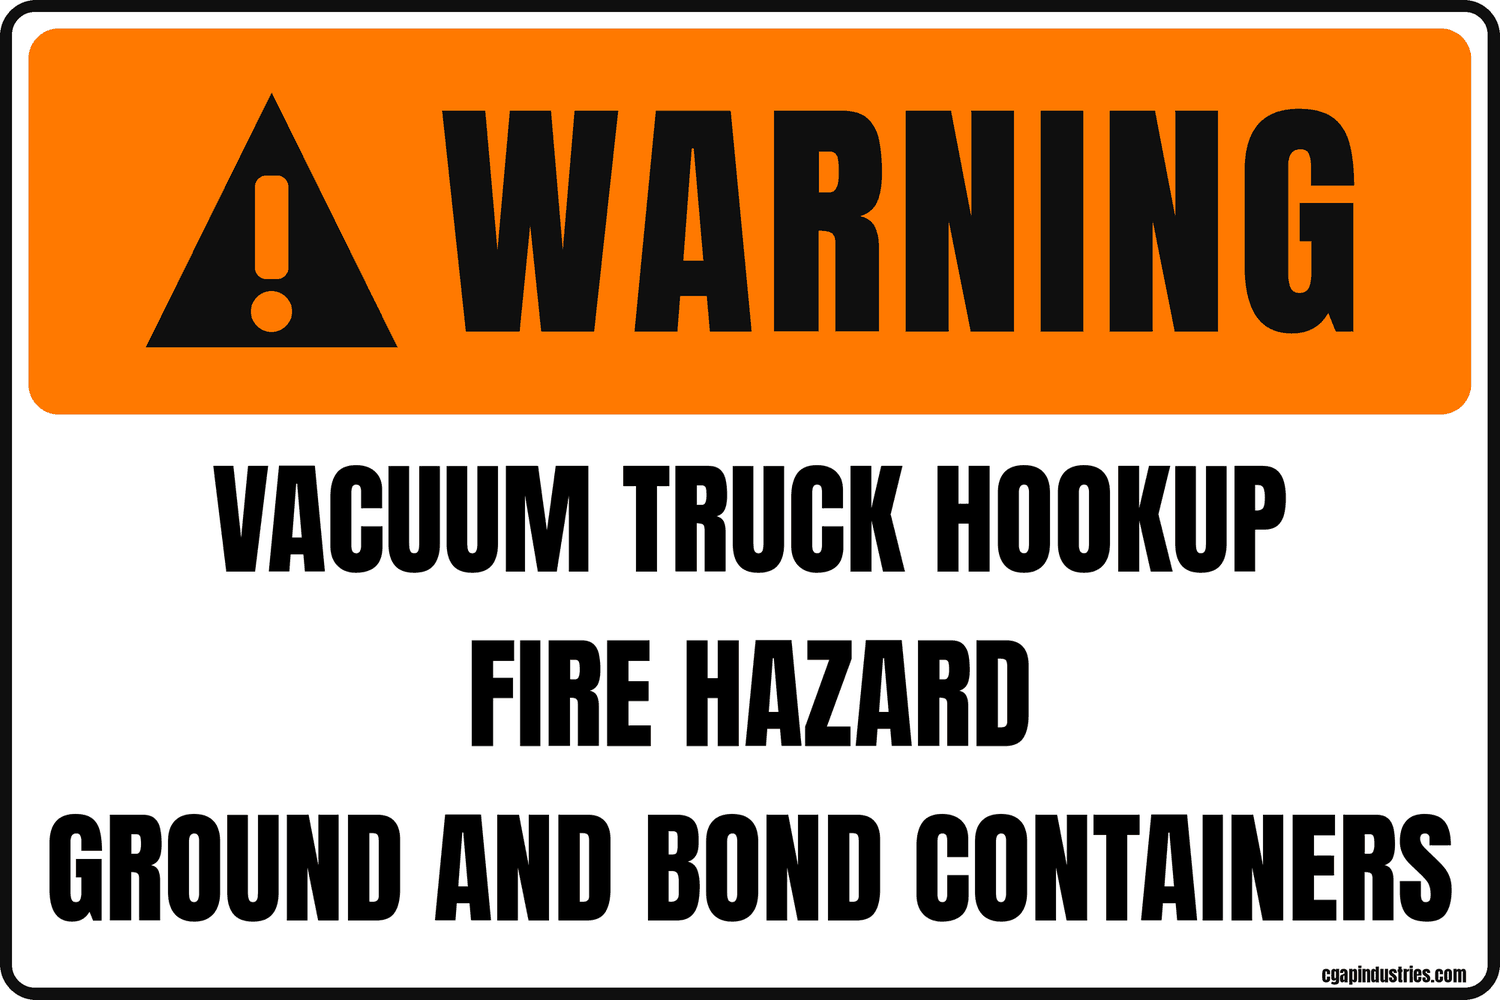 WARNING
VACUUM TRUCK HOOKUP
FIRE HAZARD
GROUND AND BOND CONTAINERS
cgapindustries.com